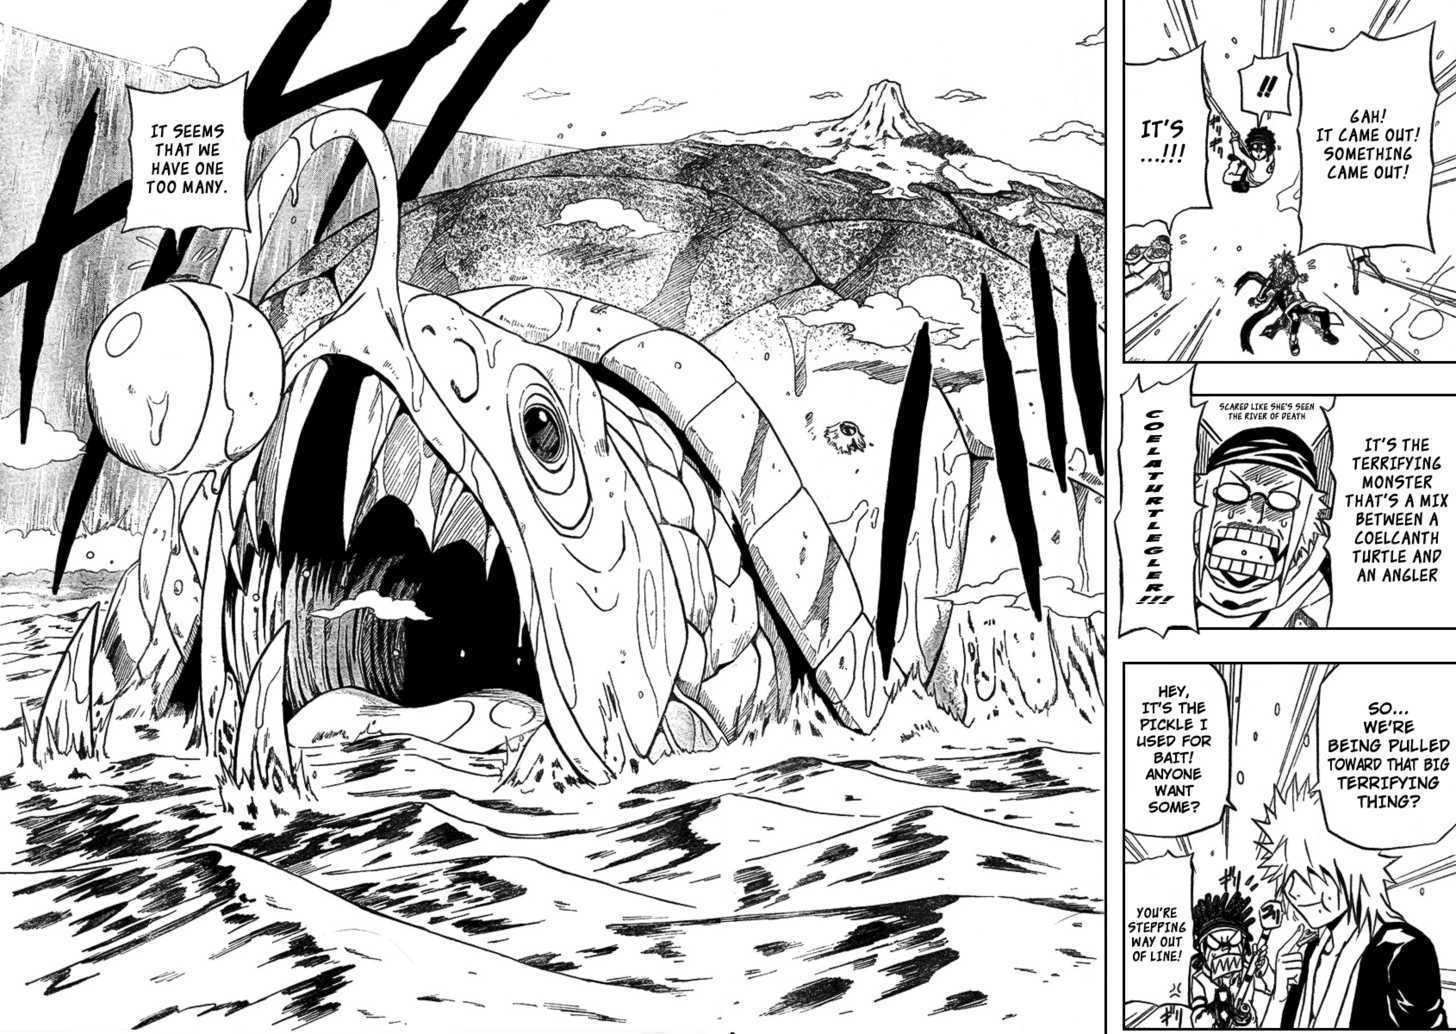 GAH!
IT CAME OUT!
SOMETHING
CAME OUT!
!!
IT'S
...!!!
IT'S THE
TERRIFYING
MONSTER
THAT'S A MIX
BETWEEN A
COELCANTH
TURTLE AND
AN ANGLER
SCARED LIKE SHE'S SEEN
THE RIVER OF DEATH
COELATURTLEGLER!!!
SO...
WE'RE
BEING PULLED
TOWARD THAT BIG
TERRIFYING
THING?
HEY,
IT'S THE
PICKLE I
USED FOR
BAIT!
ANYONE
WANT
SOME?
YOU'RE
STEPPING
WAY OUT
OF LINE!
IT SEEMS
THAT WE
HAVE ONE
TOO MANY.